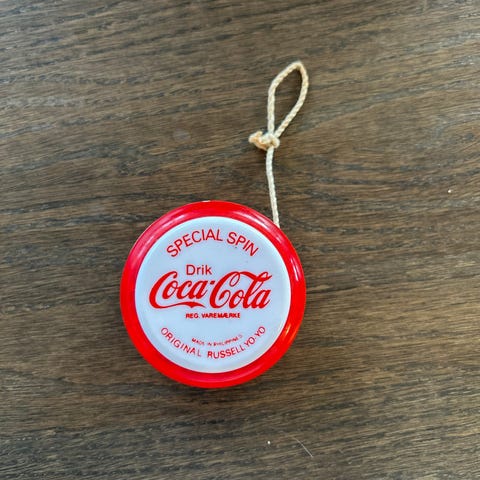 SPECIAL SPIN
Drik
Coca-Cola
REG. VAREMÆRKE
MADE IN PHILIPPINES
ORIGINAL RUSSELL YO-YO